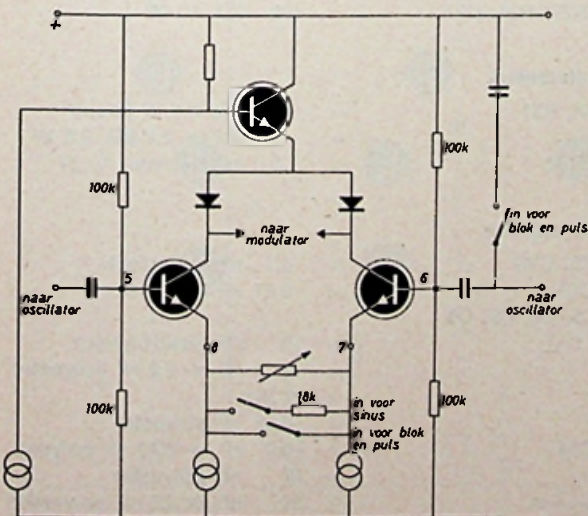 +
100k
100k
in voor
blok en puls
naar
modulator
5
6
naar
oscillator
naar
oscillator
8
7
100k
18k
in voor
sinus
in voor blok
en puls
100k